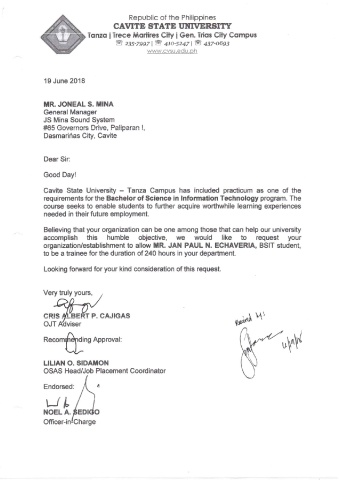 Republic of the Philippines
CAVITE STATE UNIVERSITY
Tanza | Trece Martires City | Gen. Trias City Campus
☏ 235-7997 | ☏ 410-5247 | ☏ 437-0693
www.cvsu.edu.ph
19 June 2018
MR. JONEAL S. MINA
General Manager
JS Mina Sound System
#65 Governors Drive, Paliparan I,
Dasmariñas City, Cavite
Dear Sir:
Good Day!
Cavite State University – Tanza Campus has included practicum as one of the
requirements for the Bachelor of Science in Information Technology program. The
course seeks to enable students to further acquire worthwhile learning experiences
needed in their future employment.
Believing that your organization can be one among those that can help our university
accomplish this humble objective, we would like to request your
organization/establishment to allow MR. JAN PAUL N. ECHAVERIA, BSIT student,
to be a trainee for the duration of 240 hours in your department.
Looking forward for your kind consideration of this request.
Very truly yours,
CRIS ALBERT P. CAJIGAS
OJT Adviser
Recommending Approval:
LILIAN O. SIDAMON
OSAS Head/Job Placement Coordinator
Endorsed:
NOEL A. SEDIGO
Officer-in-Charge
by: